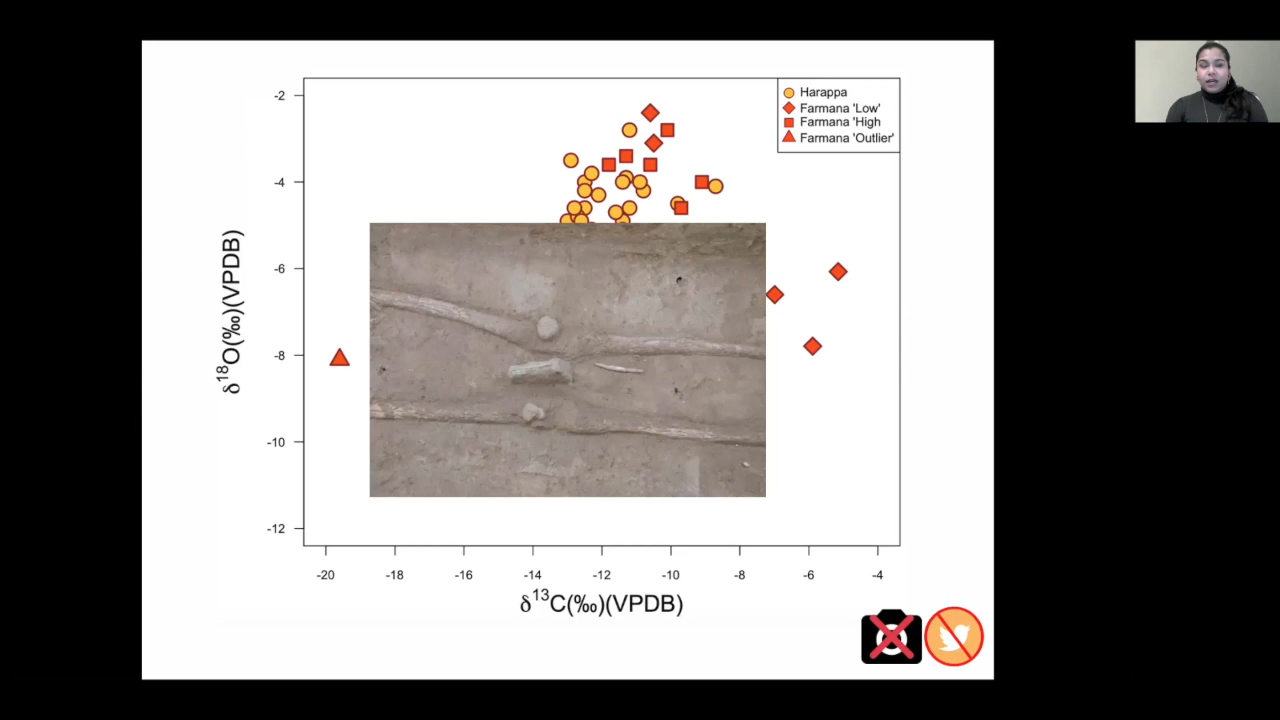 Harappa
Farmana 'Low'
Farmana 'High
Farmana 'Outlier'
-2
-4
-6
-8
-10
-12
δ18O(‰)(VPDB)
-20 -18 -16 -14 -12 -10 -8 -6 -4
δ13C(‰)(VPDB)